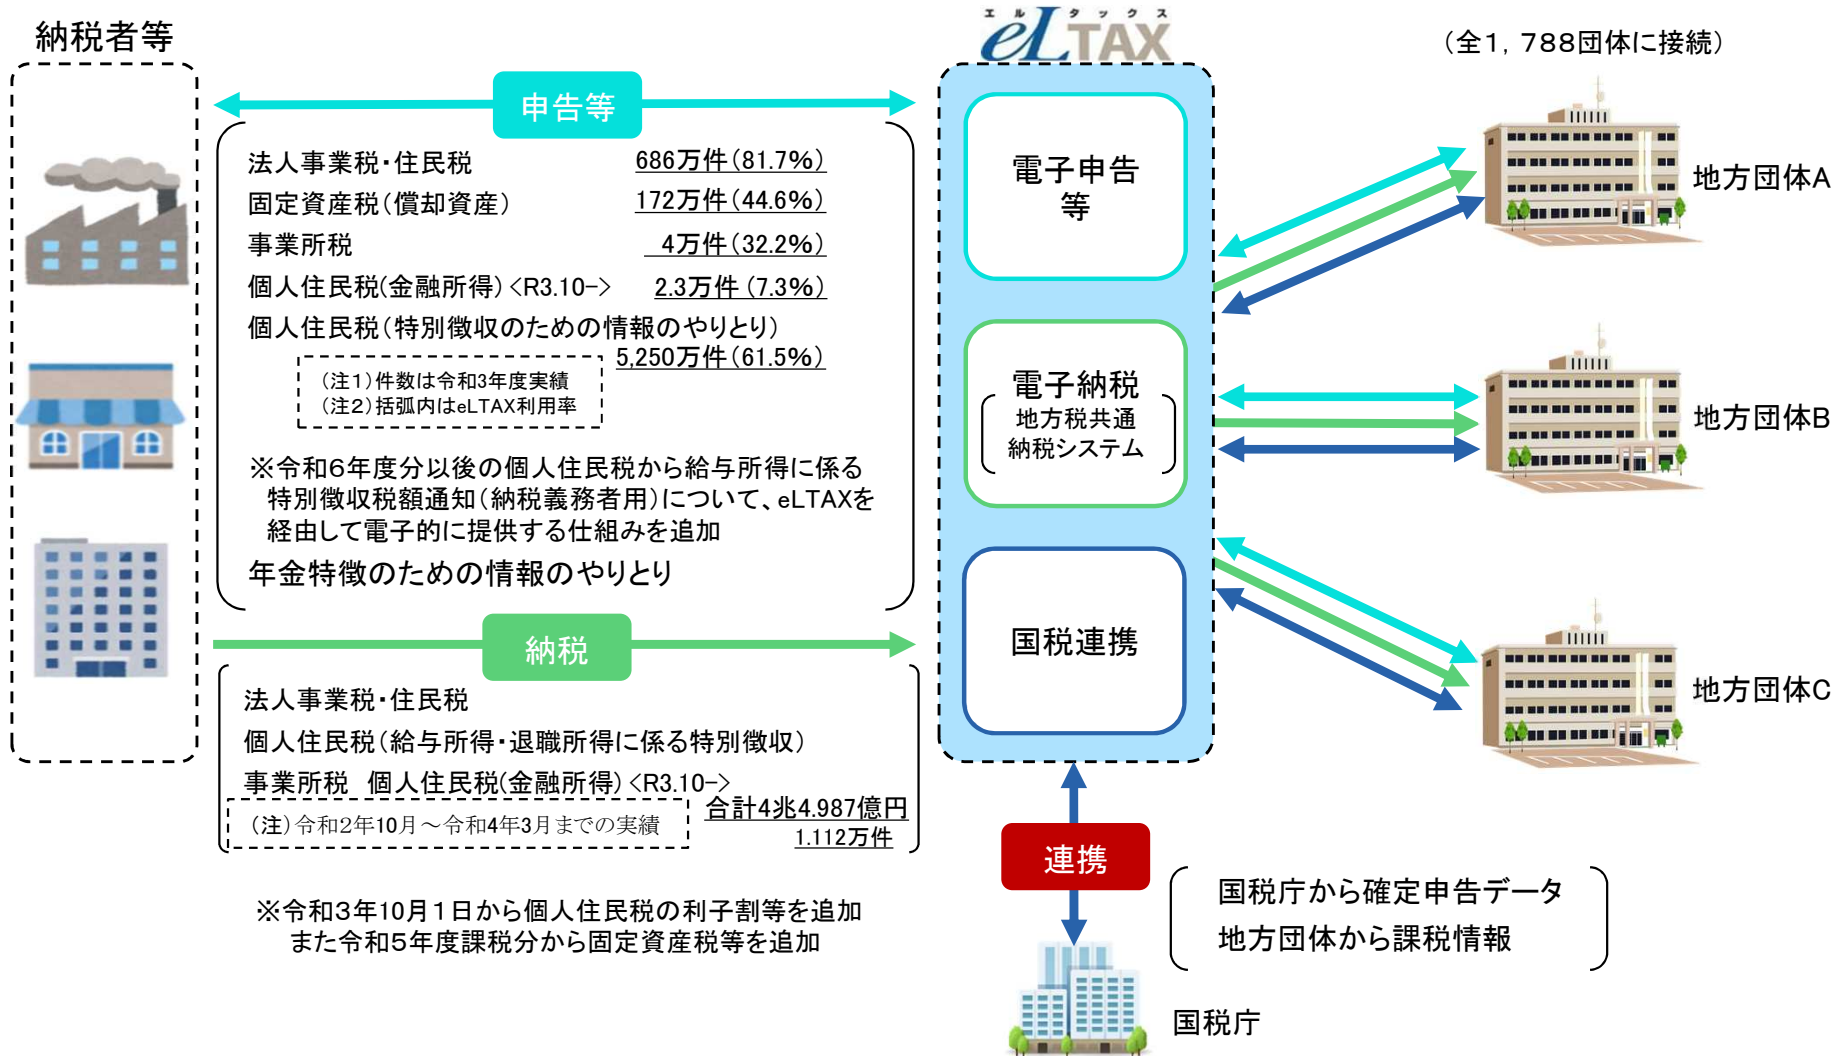 納税者等
エルタックス
eLTAX
(全1,788団体に接続)
申告等
法人事業税・住民税 686万件(81.7%)
固定資産税(償却資産) 172万件(44.6%)
事業所税 4万件(32.2%)
個人住民税(金融所得)<R3.10-> 2.3万件(7.3%)
個人住民税(特別徴収のための情報のやりとり)
5,250万件(61.5%)
(注1)件数は令和3年度実績
(注2)括弧内はeLTAX利用率
※令和6年度分以後の個人住民税から給与所得に係る
特別徴収税額通知(納税義務者用)について、eLTAXを
経由して電子的に提供する仕組みを追加
年金特徴のための情報のやりとり
納税
法人事業税・住民税
個人住民税(給与所得・退職所得に係る特別徴収)
事業所税 個人住民税(金融所得)<R3.10->
合計4兆4.987億円
1.112万件
(注)令和2年10月~令和4年3月までの実績
※令和3年10月1日から個人住民税の利子割等を追加
また令和5年度課税分から固定資産税等を追加
電子申告
等
電子納税
地方税共通
納税システム
国税連携
地方団体A
地方団体B
地方団体C
連携
国税庁から確定申告データ
地方団体から課税情報
国税庁